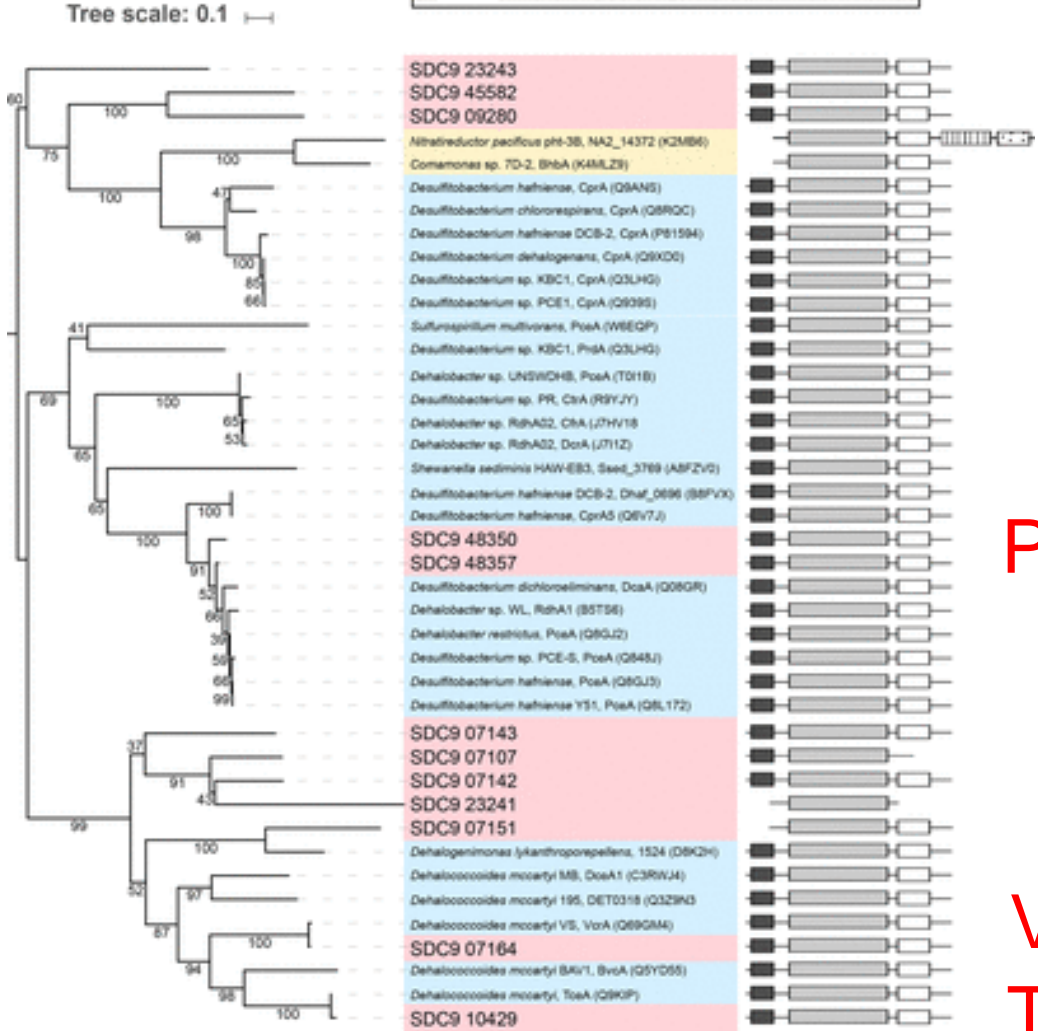 Tree scale: 0.1
SDC9 23243
SDC9 45582
SDC9 09280
Nitratireductor pacificus pht-3B, NA2_14372 (K2MB6)
Comamonas sp. 7D-2, BhbA (K4MLZ9)
Desulfitobacterium hafniense, CprA (Q9ANS)
Desulfitobacterium chlororespirans, CprA (Q8RQC)
Desulfitobacterium hafniense DCB-2, CprA (P81594)
Desulfitobacterium dehalogenans, CprA (Q9XD0)
Desulfitobacterium sp. KBC1, CprA (Q3LHG)
Desulfitobacterium sp. PCE1, CprA (Q939S)
Sulfurospirillum multivorans, PceA (W6EQP)
Desulfitobacterium sp. KBC1, PrdA (Q3LHG)
Dehalobacter sp. UNSWDHB, PceA (T0I1B)
Desulfitobacterium sp. PR, CtrA (R9YJY)
Dehalobacter sp. RdhA02, CfrA (J7HV18
Dehalobacter sp. RdhA02, DcrA (J7I1Z)
Shewanella sediminis HAW-EB3, Ssed_3769 (A8FZV0)
Desulfitobacterium hafniense DCB-2, Dhaf_0696 (B8FVX)
Desulfitobacterium hafniense, CprA5 (Q6V7J)
SDC9 48350
SDC9 48357
Desulfitobacterium dichloroeliminans, DcaA (Q08GR)
Dehalobacter sp. WL, RdhA1 (B5TS6)
Dehalobacter restrictus, PceA (Q8GJ2)
Desulfitobacterium sp. PCE-S, PceA (Q848J)
Desulfitobacterium hafniense, PceA (Q8GJ3)
Desulfitobacterium hafniense Y51, PceA (Q8L172)
SDC9 07143
SDC9 07107
SDC9 07142
SDC9 23241
SDC9 07151
Dehalogenimonas lykanthroporepellens, 1524 (D8K2H)
Dehalococcoides mccartyi MB, DceA1 (C3RWJ4)
Dehalococcoides mccartyi 195, DET0318 (Q3Z9N3
Dehalococcoides mccartyi VS, VcrA (Q69GM4)
SDC9 07164
Dehalococcoides mccartyi BAV1, BvcA (Q5YD55)
Dehalococcoides mccartyi, TceA (Q9KIP)
SDC9 10429
60
100
75
100
100
47
98
100
85
66
41
69
100
65
53
65
65
100
100
91
52
66
39
59
66
99
37
91
43
99
100
52
97
87
100
94
98
100
P
V
T